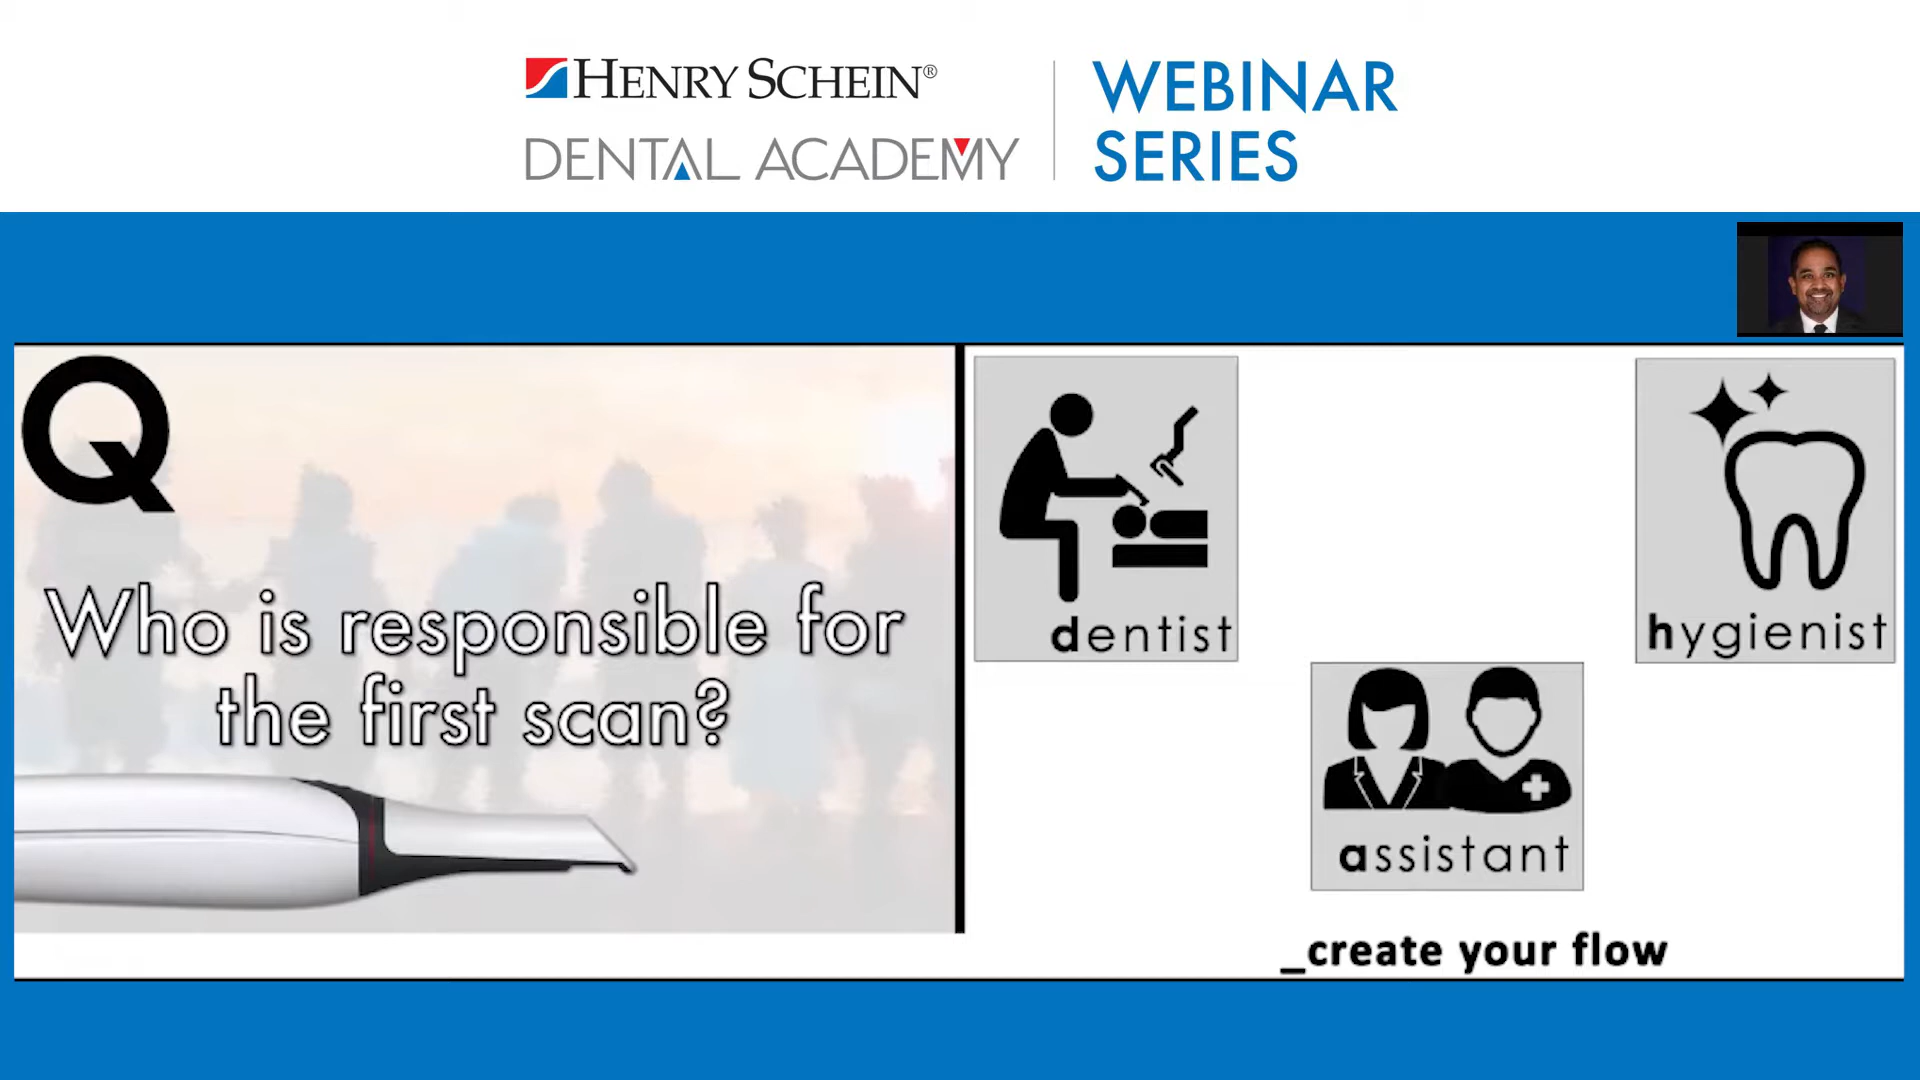 HENRY SCHEIN®
DENTAL ACADEMY
WEBINAR
SERIES
Q
Who is responsible for
the first scan?
dentist
hygienist
assistant
_create your flow